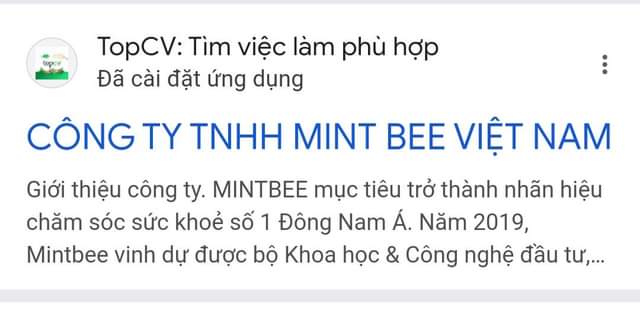 TopCV: Tìm việc làm phù hợp
Đã cài đặt ứng dụng
CÔNG TY TNHH MINT BEE VIỆT NAM
Giới thiệu công ty. MINTBEE mục tiêu trở thành nhãn hiệu
chăm sóc sức khoẻ số 1 Đông Nam Á. Năm 2019,
Mintbee vinh dự được bộ Khoa học & Công nghệ đầu tư,...